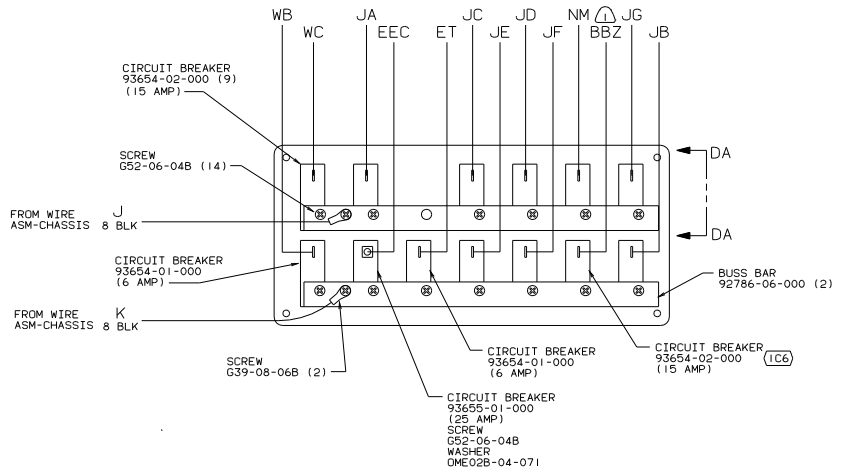 WB JA JC JD NM 1 JG
WC EEC ET JE JF BBZ JB
CIRCUIT BREAKER
93654-02-000 (9)
(15 AMP)
SCREW
G52-06-04B (14)
DA
FROM WIRE J
ASM-CHASSIS 8 BLK
DA
CIRCUIT BREAKER
93654-01-000
(6 AMP)
BUSS BAR
92786-06-000 (2)
FROM WIRE K
ASM-CHASSIS 8 BLK
SCREW
G39-08-06B (2)
CIRCUIT BREAKER
93654-01-000
(6 AMP)
CIRCUIT BREAKER
93654-02-000 1C6
(15 AMP)
CIRCUIT BREAKER
93655-01-000
(25 AMP)
SCREW
G52-06-04B
WASHER
OME02B-04-071